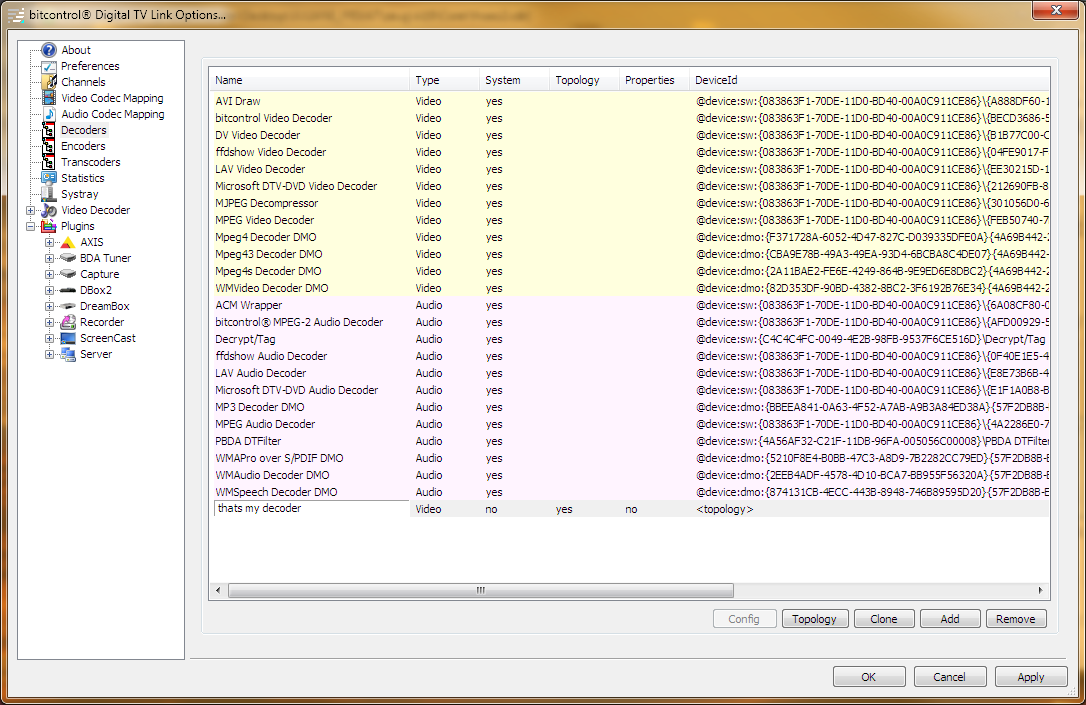 bitcontrol® Digital TV Link Options...
About
Preferences
Channels
Video Codec Mapping
Audio Codec Mapping
Decoders
Encoders
Transcoders
Statistics
Systray
Video Decoder
Plugins
AXIS
BDA Tuner
Capture
DBox2
DreamBox
Recorder
ScreenCast
Server
Name Type System Topology Properties DeviceId
AVI Draw Video yes @device:sw:{083863F1-70DE-11D0-BD40-00A0C911CE86}\{A888DF60-1
bitcontrol Video Decoder Video yes @device:sw:{083863F1-70DE-11D0-BD40-00A0C911CE86}\{BECD3686-5
DV Video Decoder Video yes @device:sw:{083863F1-70DE-11D0-BD40-00A0C911CE86}\{B1B77C00-C
ffdshow Video Decoder Video yes @device:sw:{083863F1-70DE-11D0-BD40-00A0C911CE86}\{04FE9017-F
LAV Video Decoder Video yes @device:sw:{083863F1-70DE-11D0-BD40-00A0C911CE86}\{EE30215D-1
Microsoft DTV-DVD Video Decoder Video yes @device:sw:{083863F1-70DE-11D0-BD40-00A0C911CE86}\{212690FB-8
MJPEG Decompressor Video yes @device:sw:{083863F1-70DE-11D0-BD40-00A0C911CE86}\{301056D0-6
MPEG Video Decoder Video yes @device:sw:{083863F1-70DE-11D0-BD40-00A0C911CE86}\{FEB50740-7
Mpeg4 Decoder DMO Video yes @device:dmo:{F371728A-6052-4D47-827C-D039335DFE0A}{4A69B442-2
Mpeg43 Decoder DMO Video yes @device:dmo:{CBA9E78B-49A3-49EA-93D4-6BCBA8C4DE07}{4A69B442-2
Mpeg4s Decoder DMO Video yes @device:dmo:{2A11BAE2-FE6E-4249-864B-9E9ED6E8DBC2}{4A69B442-2
WMVideo Decoder DMO Video yes @device:dmo:{82D353DF-90BD-4382-8BC2-3F6192B76E34}{4A69B442-2
ACM Wrapper Audio yes @device:sw:{083863F1-70DE-11D0-BD40-00A0C911CE86}\{6A08CF80-0
bitcontrol® MPEG-2 Audio Decoder Audio yes @device:sw:{083863F1-70DE-11D0-BD40-00A0C911CE86}\{AFD00929-5
Decrypt/Tag Audio yes @device:sw:{C4C4C4FC-0049-4E2B-98FB-9537F6CE516D}\Decrypt/Tag
ffdshow Audio Decoder Audio yes @device:sw:{083863F1-70DE-11D0-BD40-00A0C911CE86}\{0F40E1E5-4
LAV Audio Decoder Audio yes @device:sw:{083863F1-70DE-11D0-BD40-00A0C911CE86}\{E8E73B6B-4
Microsoft DTV-DVD Audio Decoder Audio yes @device:sw:{083863F1-70DE-11D0-BD40-00A0C911CE86}\{E1F1A0B8-B
MP3 Decoder DMO Audio yes @device:dmo:{BBEEA841-0A63-4F52-A7AB-A9B3A84ED38A}{57F2DB8B-
MPEG Audio Decoder Audio yes @device:sw:{083863F1-70DE-11D0-BD40-00A0C911CE86}\{4A2286E0-7
PBDA DTFilter Audio yes @device:sw:{4A56AF32-C21F-11DB-96FA-005056C00008}\PBDA DTFilter
WMAPro over S/PDIF DMO Audio yes @device:dmo:{5210F8E4-B0BB-47C3-A8D9-7B2282CC79ED}{57F2DB8B-E
WMAudio Decoder DMO Audio yes @device:dmo:{2EEB4ADF-4578-4D10-BCA7-BB955F56320A}{57F2DB8B-E
WMSpeech Decoder DMO Audio yes @device:dmo:{874131CB-4ECC-443B-8948-746B89595D20}{57F2DB8B-E
thats my decoder Video no yes no <topology>
Config Topology Clone Add Remove
OK Cancel Apply